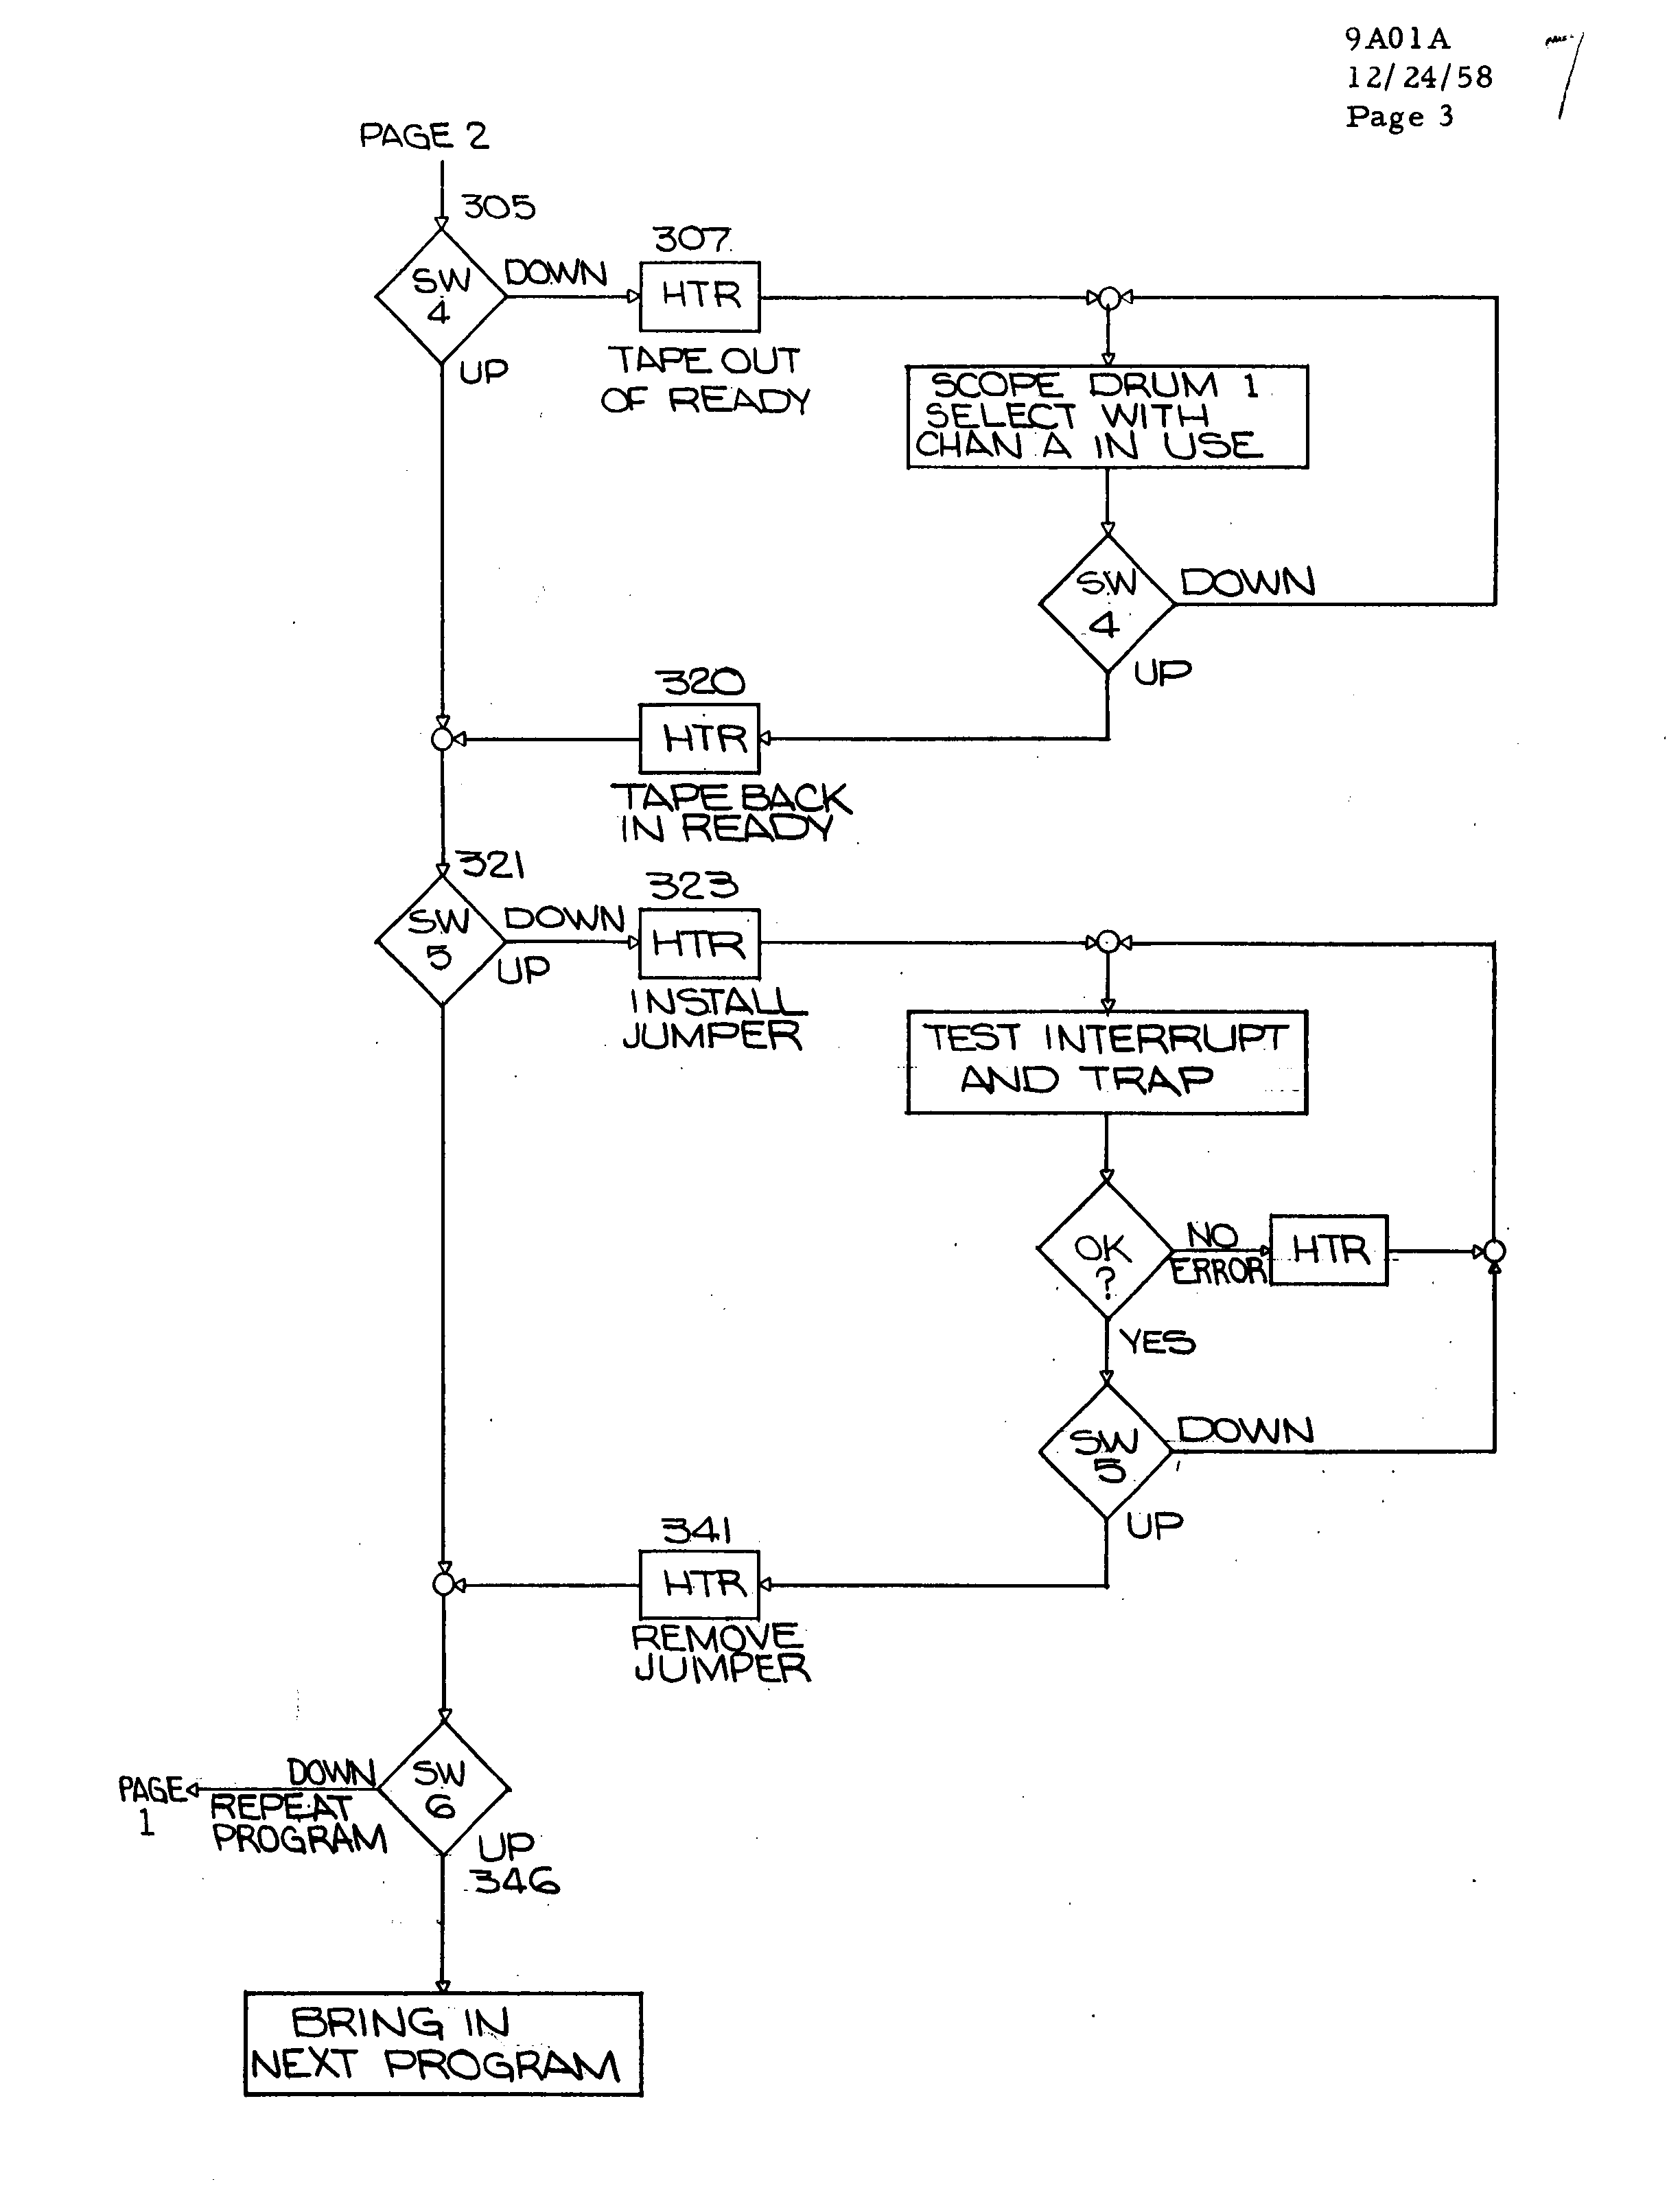 9A01A
12/24/58
Page 3
PAGE 2
305
SW
4
DOWN
UP
307
HTR
TAPE OUT
OF READY
SCOPE DRUM 1
SELECT WITH
CHAN A IN USE
SW
4
DOWN
UP
320
HTR
TAPE BACK
IN READY
321
SW
5
DOWN
UP
323
HTR
INSTALL
JUMPER
TEST INTERRUPT
AND TRAP
OK
?
NO
ERROR
HTR
YES
SW
5
DOWN
UP
341
HTR
REMOVE
JUMPER
SW
6
DOWN
REPEAT
PROGRAM
PAGE
1
UP
346
BRING IN
NEXT PROGRAM